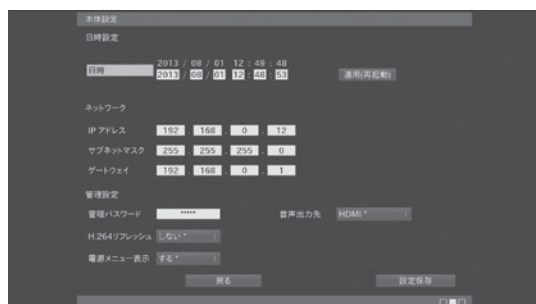 本体設定
日時設定
2013 / 08 / 01 12 : 49 : 48
日時 2013 / 08 / 01 12 : 48 : 53 適用(再起動)
ネットワーク
IP アドレス 192 . 168 . 0 . 12
サブネットマスク 255 . 255 . 255 . 0
ゲートウェイ 192 . 168 . 0 . 1
管理設定
管理パスワード ***** 音声出力先 HDMI *
H.264リフレッシュ しない *
電源メニュー表示 する *
戻る 設定保存